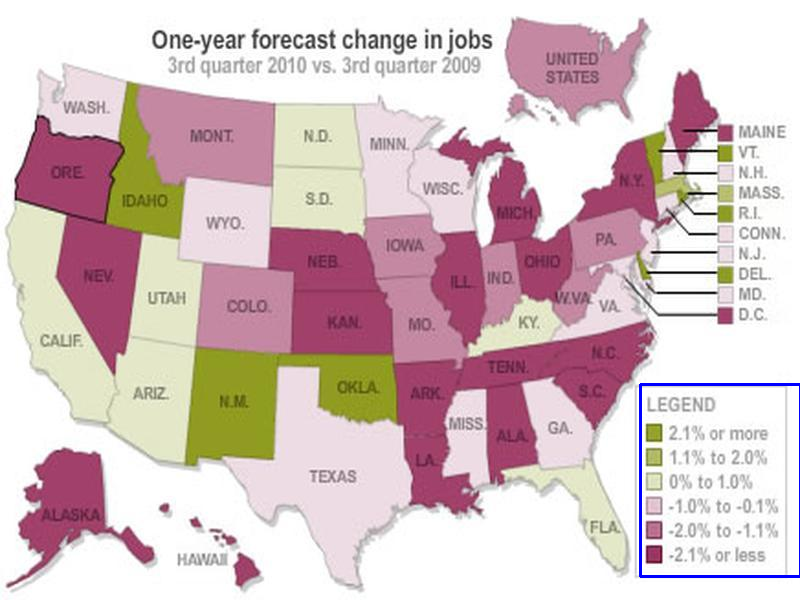 One-year forecast change in jobs
3rd quarter 2010 vs. 3rd quarter 2009
UNITED
STATES
WASH.
MONT.
N.D.
MINN.
ORE.
IDAHO
S.D.
WISC.
WYO.
MICH.
N.Y.
MAINE
VT.
N.H.
MASS.
R.I.
CONN.
N.J.
DEL.
MD.
D.C.
NEV.
UTAH
COLO.
NEB.
IOWA
ILL.
IND.
OHIO
PA.
W.VA.
VA.
CALIF.
KAN.
MO.
KY.
ARIZ.
N.M.
OKLA.
ARK.
TENN.
N.C.
S.C.
TEXAS
LA.
MISS.
ALA.
GA.
FLA.
ALASKA
HAWAII
LEGEND
2.1% or more
1.1% to 2.0%
0% to 1.0%
-1.0% to -0.1%
-2.0% to -1.1%
-2.1% or less